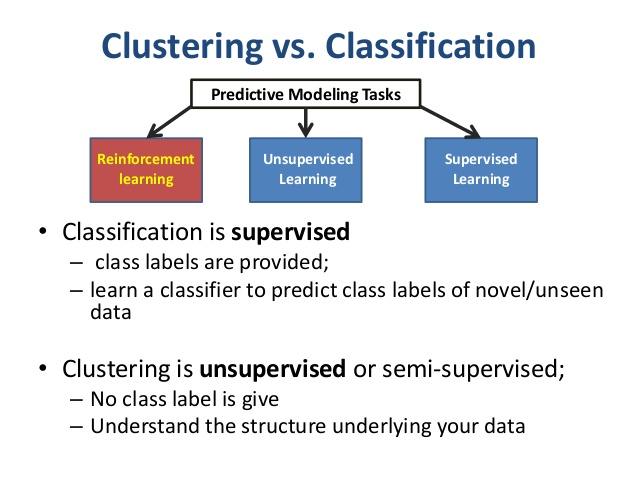 Clustering vs. Classification
Predictive Modeling Tasks
Reinforcement
learning
Unsupervised
Learning
Supervised
Learning
• Classification is supervised
– class labels are provided;
– learn a classifier to predict class labels of novel/unseen
data
• Clustering is unsupervised or semi-supervised;
– No class label is give
– Understand the structure underlying your data